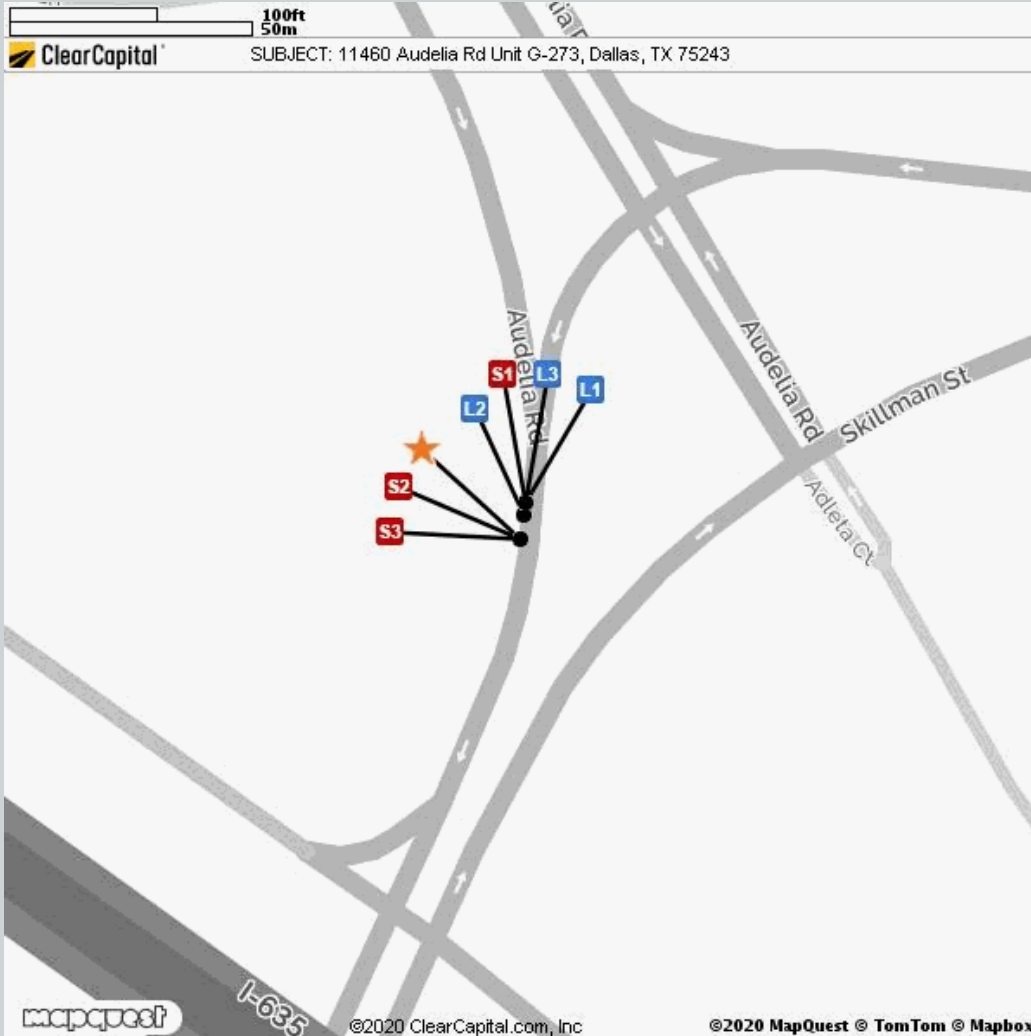 100ft
50m
ClearCapital
SUBJECT: 11460 Audelia Rd Unit G-273, Dallas, TX 75243
Audelia Rd
S1
L3
L1
L2
S2
S3
Audelia Rd
Skillman St
Adleta Ct
I-635
mapquest
©2020 ClearCapital.com, Inc
©2020 MapQuest © TomTom © Mapbox